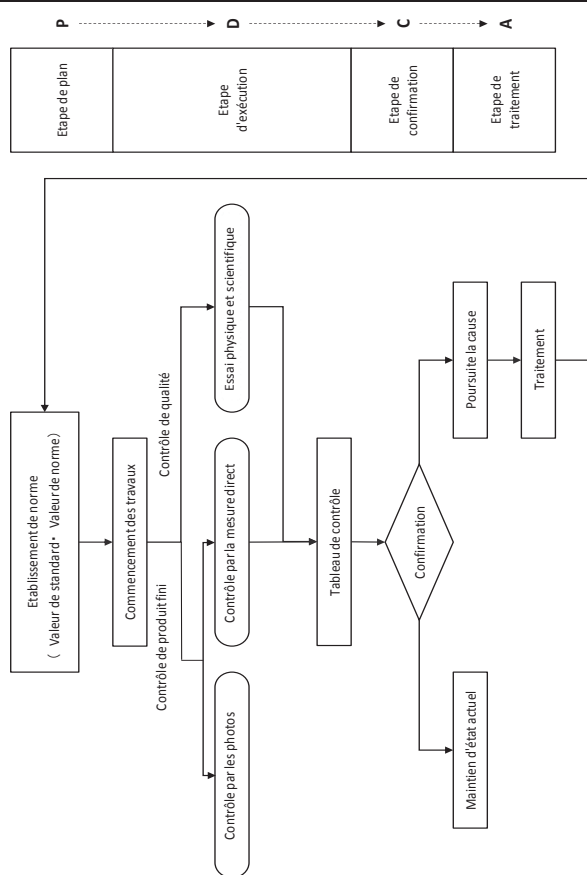 P
D
C
A
Etape de plan
Etape
d'exécution
Etape de
confirmation
Etape de
traitement
Etablissement de norme
( Valeur de standard・ Valeur de norme)
Commencement des travaux
Contrôle de produit fini
Contrôle de qualité
Contrôle par les photos
Contrôle par la mesure direct
Essai physique et scientifique
Tableau de contrôle
Confirmation
Maintien d'état actuel
Poursuite la cause
Traitement